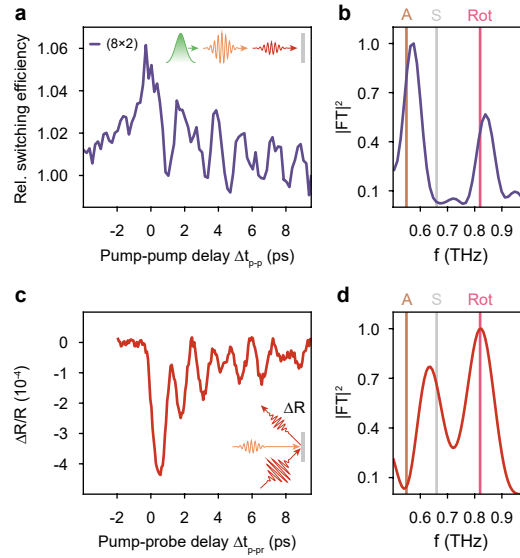 a
Rel. switching efficiency
1.06
1.04
1.02
1.00
(8×2)
-2 0 2 4 6 8
Pump-pump delay Δt_p-p (ps)
b
A S Rot
|FT|²
1.0
0.7
0.4
0.1
0.6 0.7 0.8 0.9
f (THz)
c
ΔR/R (10⁻⁴)
0
-1
-2
-3
-4
ΔR
-2 0 2 4 6 8
Pump-probe delay Δt_p-pr (ps)
d
A S Rot
|FT|²
1.0
0.7
0.4
0.1
0.6 0.7 0.8 0.9
f (THz)